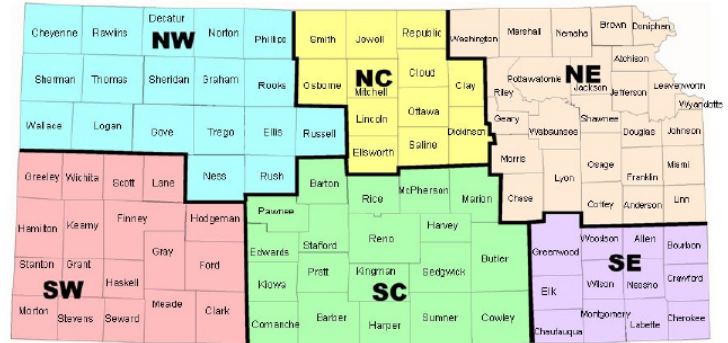 Cheyenne Rawlins Decatur Norton Phillips Smith Jewell Republic Washington Marshall Nemaha Brown Doniphan
NW
Atchison
Sherman Thomas Sheridan Graham Rooks Osborne Mitchell Cloud Clay Riley Pottawatomie Jackson Jefferson Leavenworth Wyandotte
NC
NE
Wallace Logan Gove Trego Ellis Russell Lincoln Ottawa Dickinson Geary Wabaunsee Shawnee Douglas Johnson
Ellsworth Saline Morris Lyon Osage Franklin Miami
Greeley Wichita Scott Lane Ness Rush Barton Rice McPherson Marion Chase Coffey Anderson Linn
Hamilton Kearny Finney Hodgeman Pawnee Stafford Reno Harvey Butler Greenwood Woodson Allen Bourbon
Stanton Grant Haskell Gray Ford Edwards Kiowa Pratt Kingman Sedgwick Elk Wilson Neosho Crawford
SW
SC
SE
Morton Stevens Seward Meade Clark Comanche Barber Harper Sumner Cowley Chautauqua Montgomery Labette Cherokee